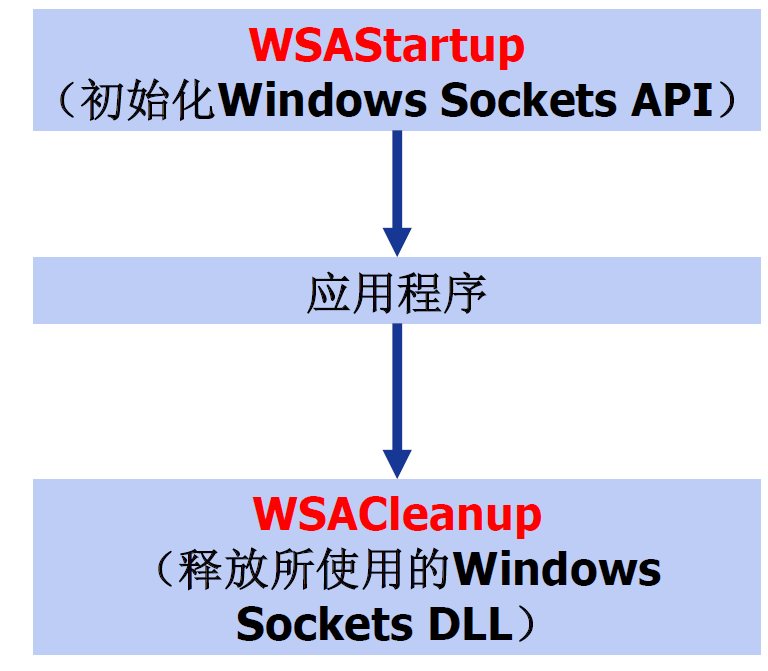 WSAStartup
（初始化Windows Sockets API）
应用程序
WSACleanup
（释放所使用的Windows
Sockets DLL）